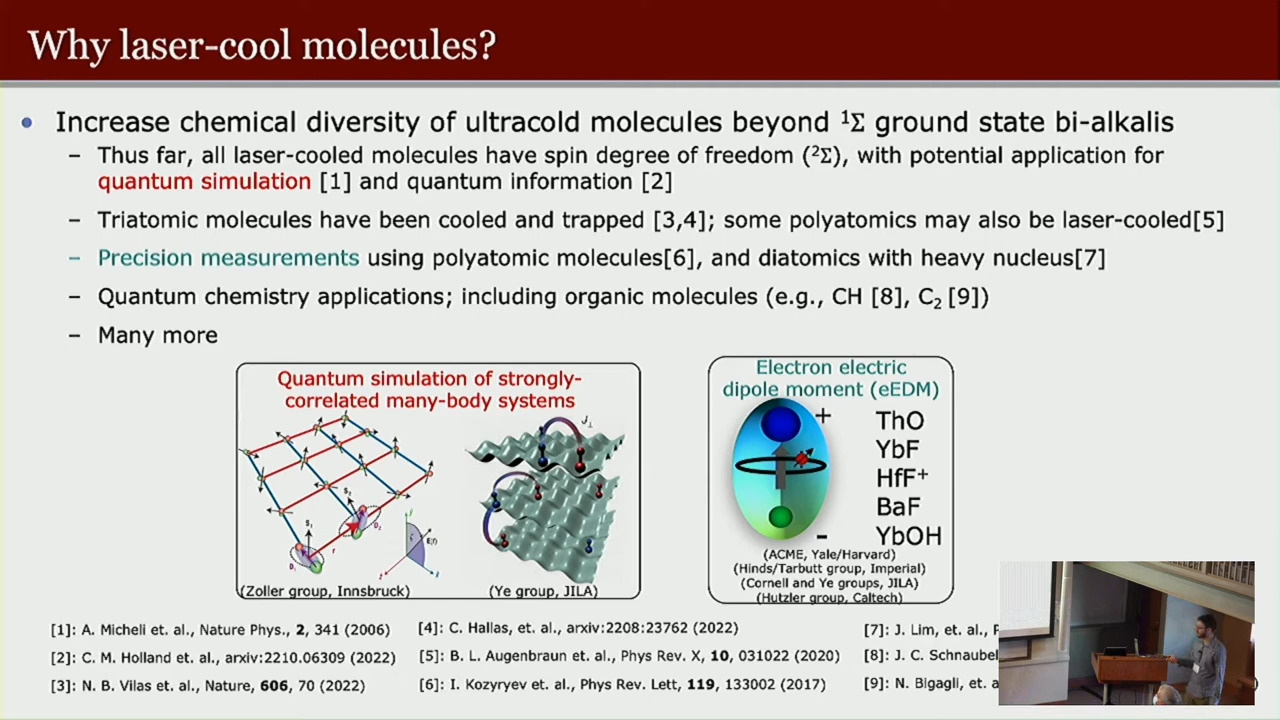 Why laser-cool molecules?
• Increase chemical diversity of ultracold molecules beyond ¹Σ ground state bi-alkalis
– Thus far, all laser-cooled molecules have spin degree of freedom (²Σ), with potential application for
quantum simulation [1] and quantum information [2]
– Triatomic molecules have been cooled and trapped [3,4]; some polyatomics may also be laser-cooled[5]
– Precision measurements using polyatomic molecules[6], and diatomics with heavy nucleus[7]
– Quantum chemistry applications; including organic molecules (e.g., CH [8], C₂ [9])
– Many more
Quantum simulation of strongly-
correlated many-body systems
J⊥
S₂
S₁
D₂
D₁
r
E(t)
(Zoller group, Innsbruck)
(Ye group, JILA)
Electron electric
dipole moment (eEDM)
+
-
ThO
YbF
HfF⁺
BaF
YbOH
(ACME, Yale/Harvard)
(Hinds/Tarbutt group, Imperial)
(Cornell and Ye groups, JILA)
(Hutzler group, Caltech)
[1]: A. Micheli et. al., Nature Phys., 2, 341 (2006)
[2]: C. M. Holland et. al., arxiv:2210.06309 (2022)
[3]: N. B. Vilas et. al., Nature, 606, 70 (2022)
[4]: C. Hallas, et. al., arxiv:2208:23762 (2022)
[5]: B. L. Augenbraun et. al., Phys Rev. X, 10, 031022 (2020)
[6]: I. Kozyryev et. al., Phys Rev. Lett, 119, 133002 (2017)
[7]: J. Lim, et. al.,
[8]: J. C. Schnaubel
[9]: N. Bigagli, et. a